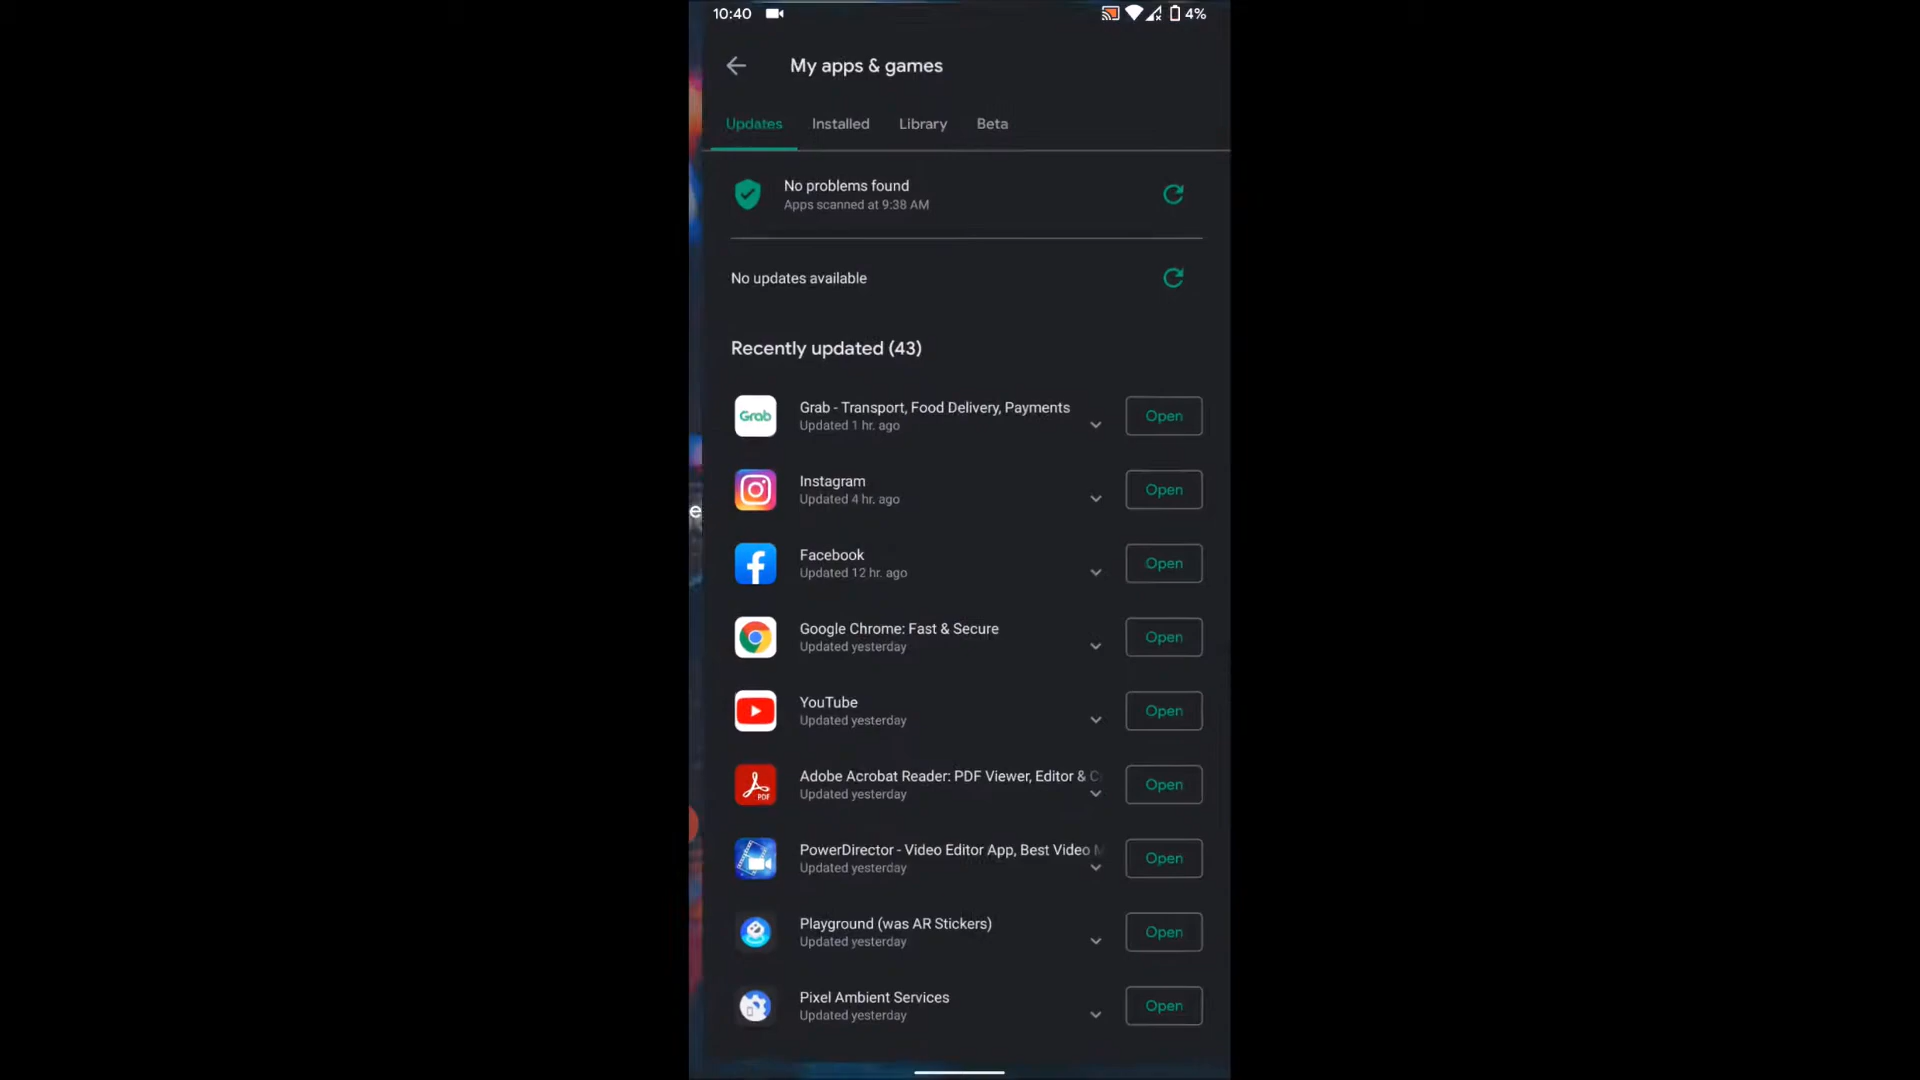 10:40
4%
My apps & games
Updates Installed Library Beta
No problems found
Apps scanned at 9:38 AM
No updates available
Recently updated (43)
Grab
Grab - Transport, Food Delivery, Payments
Updated 1 hr. ago
Open
Instagram
Updated 4 hr. ago
Open
e
Facebook
Updated 12 hr. ago
Open
Google Chrome: Fast & Secure
Updated yesterday
Open
YouTube
Updated yesterday
Open
PDF
Adobe Acrobat Reader: PDF Viewer, Editor & C
Updated yesterday
Open
PowerDirector - Video Editor App, Best Video M
Updated yesterday
Open
Playground (was AR Stickers)
Updated yesterday
Open
Pixel Ambient Services
Updated yesterday
Open